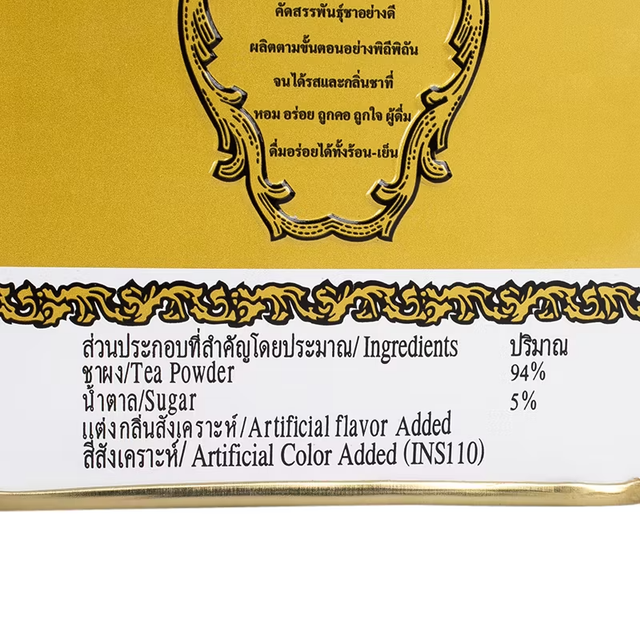 คัดสรรพันธุ์ชาอย่างดี
ผลิตตามขั้นตอนอย่างพิถีพิถัน
จนได้รสและกลิ่นชาที่
หอม อร่อย ถูกคอ ถูกใจ ผู้ดื่ม
ดื่มอร่อยได้ทั้งร้อน-เย็น
ส่วนประกอบที่สำคัญโดยประมาณ/ Ingredients ปริมาณ
ชาผง/Tea Powder 94%
น้ำตาล/Sugar 5%
แต่งกลิ่นสังเคราะห์/Artificial flavor Added
สีสังเคราะห์/ Artificial Color Added (INS110)